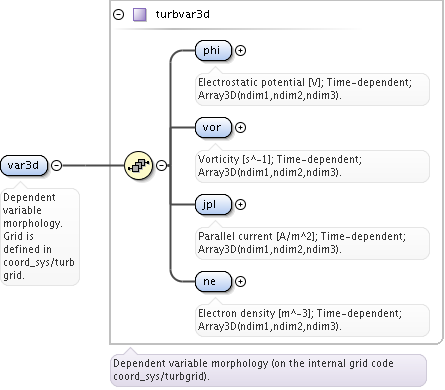 turbvar3d
phi
Electrostatic potential [V]; Time-dependent;
Array3D(ndim1,ndim2,ndim3).
vor
Vorticity [s^-1]; Time-dependent;
Array3D(ndim1,ndim2,ndim3).
var3d
Dependent
variable
morphology.
Grid is
defined in
coord_sys/turb
grid.
jpl
Parallel current [A/m^2]; Time-dependent;
Array3D(ndim1,ndim2,ndim3).
ne
Electron density [m^-3]; Time-dependent;
Array3D(ndim1,ndim2,ndim3).
Dependent variable morphology (on the internal grid code
coord_sys/turbgrid).